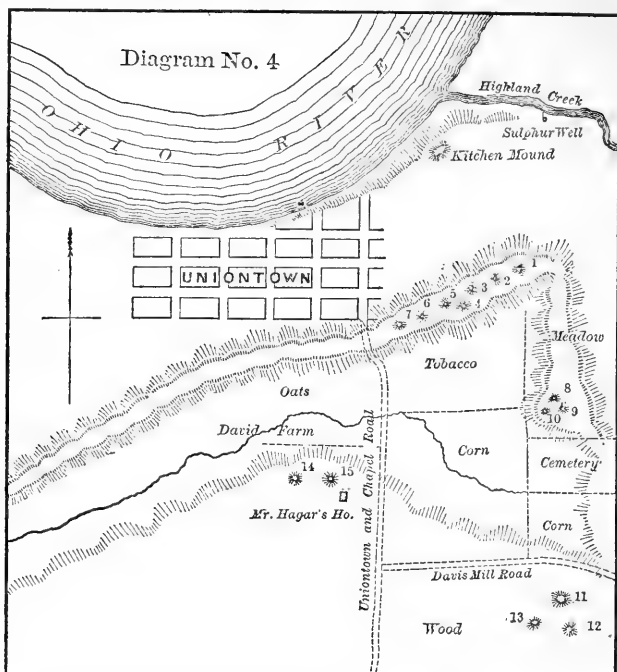 Diagram No. 4
OHIO RIVER
Highland Creek
Sulphur Well
Kitchen Mound
UNIONTOWN
1
2
3
4
5
6
7
Meadow
Tobacco
Oats
8
9
10
David Farm
Corn
Cemetery
14
15
Mr. Hagar's Ho.
Uniontown and Chapel Road
Corn
Davis Mill Road
11
13
12
Wood